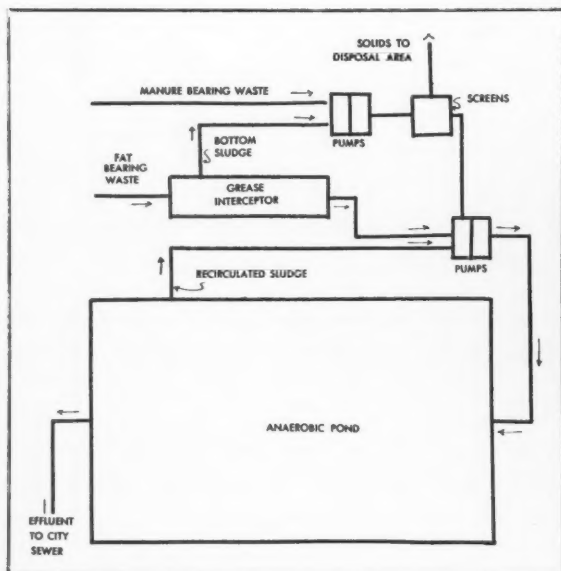 SOLIDS TO
DISPOSAL AREA
MANURE BEARING WASTE
SCREENS
PUMPS
BOTTOM
SLUDGE
FAT
BEARING
WASTE
GREASE
INTERCEPTOR
PUMPS
RECIRCULATED SLUDGE
ANAEROBIC POND
EFFLUENT
TO CITY
SEWER